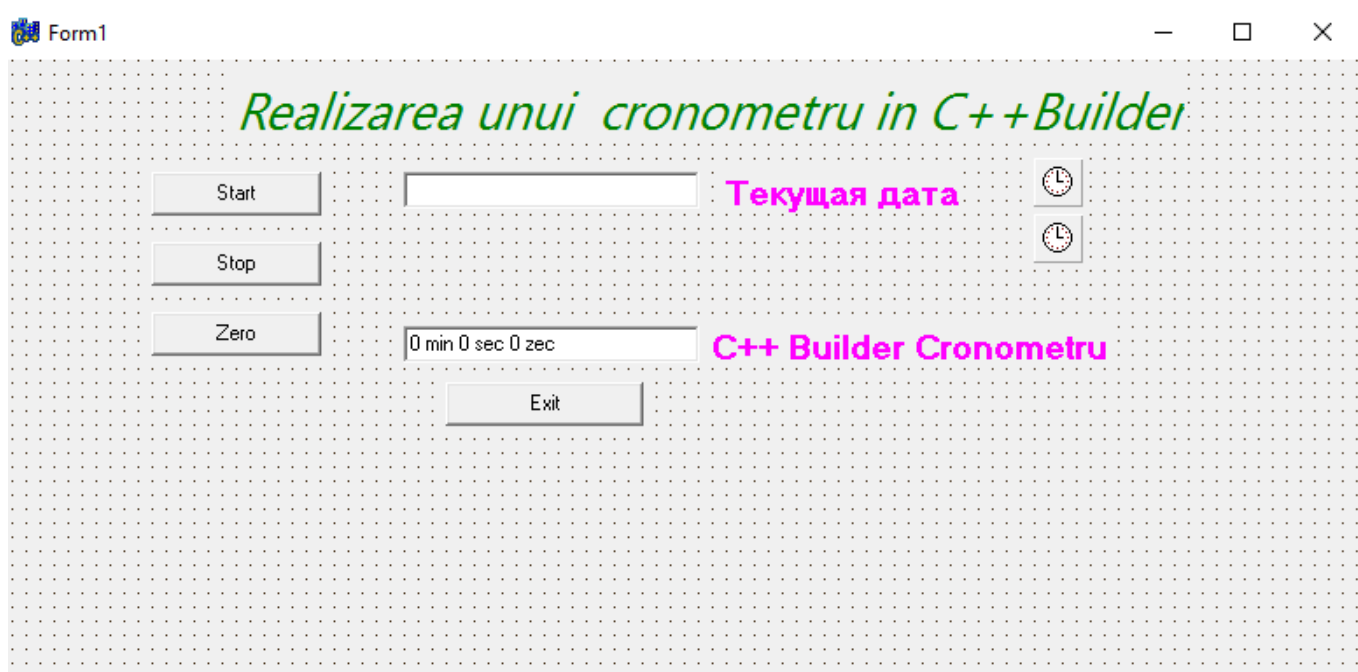 Form1
Realizarea unui  cronometru in C++Builder
Start
Текущая дата
Stop
Zero
0 min 0 sec 0 zec
C++ Builder Cronometru
Exit